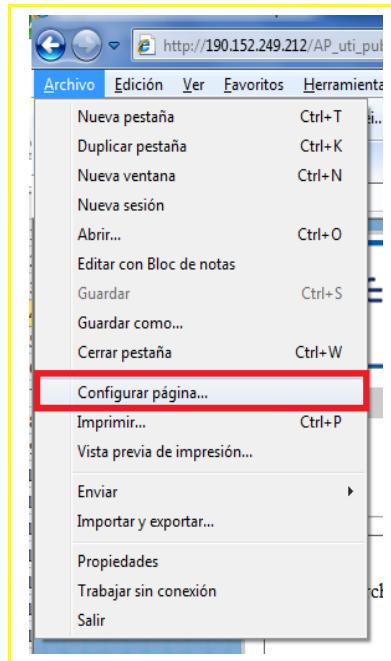 http://190.152.249.212/AP_uti_pub
Archivo Edición Ver Favoritos Herramienta
Nueva pestaña Ctrl+T
Duplicar pestaña Ctrl+K
Nueva ventana Ctrl+N
Nueva sesión
Abrir... Ctrl+O
Editar con Bloc de notas
Guardar Ctrl+S
Guardar como...
Cerrar pestaña Ctrl+W
Configurar página...
Imprimir... Ctrl+P
Vista previa de impresión...
Enviar
Importar y exportar...
Propiedades
Trabajar sin conexión
Salir